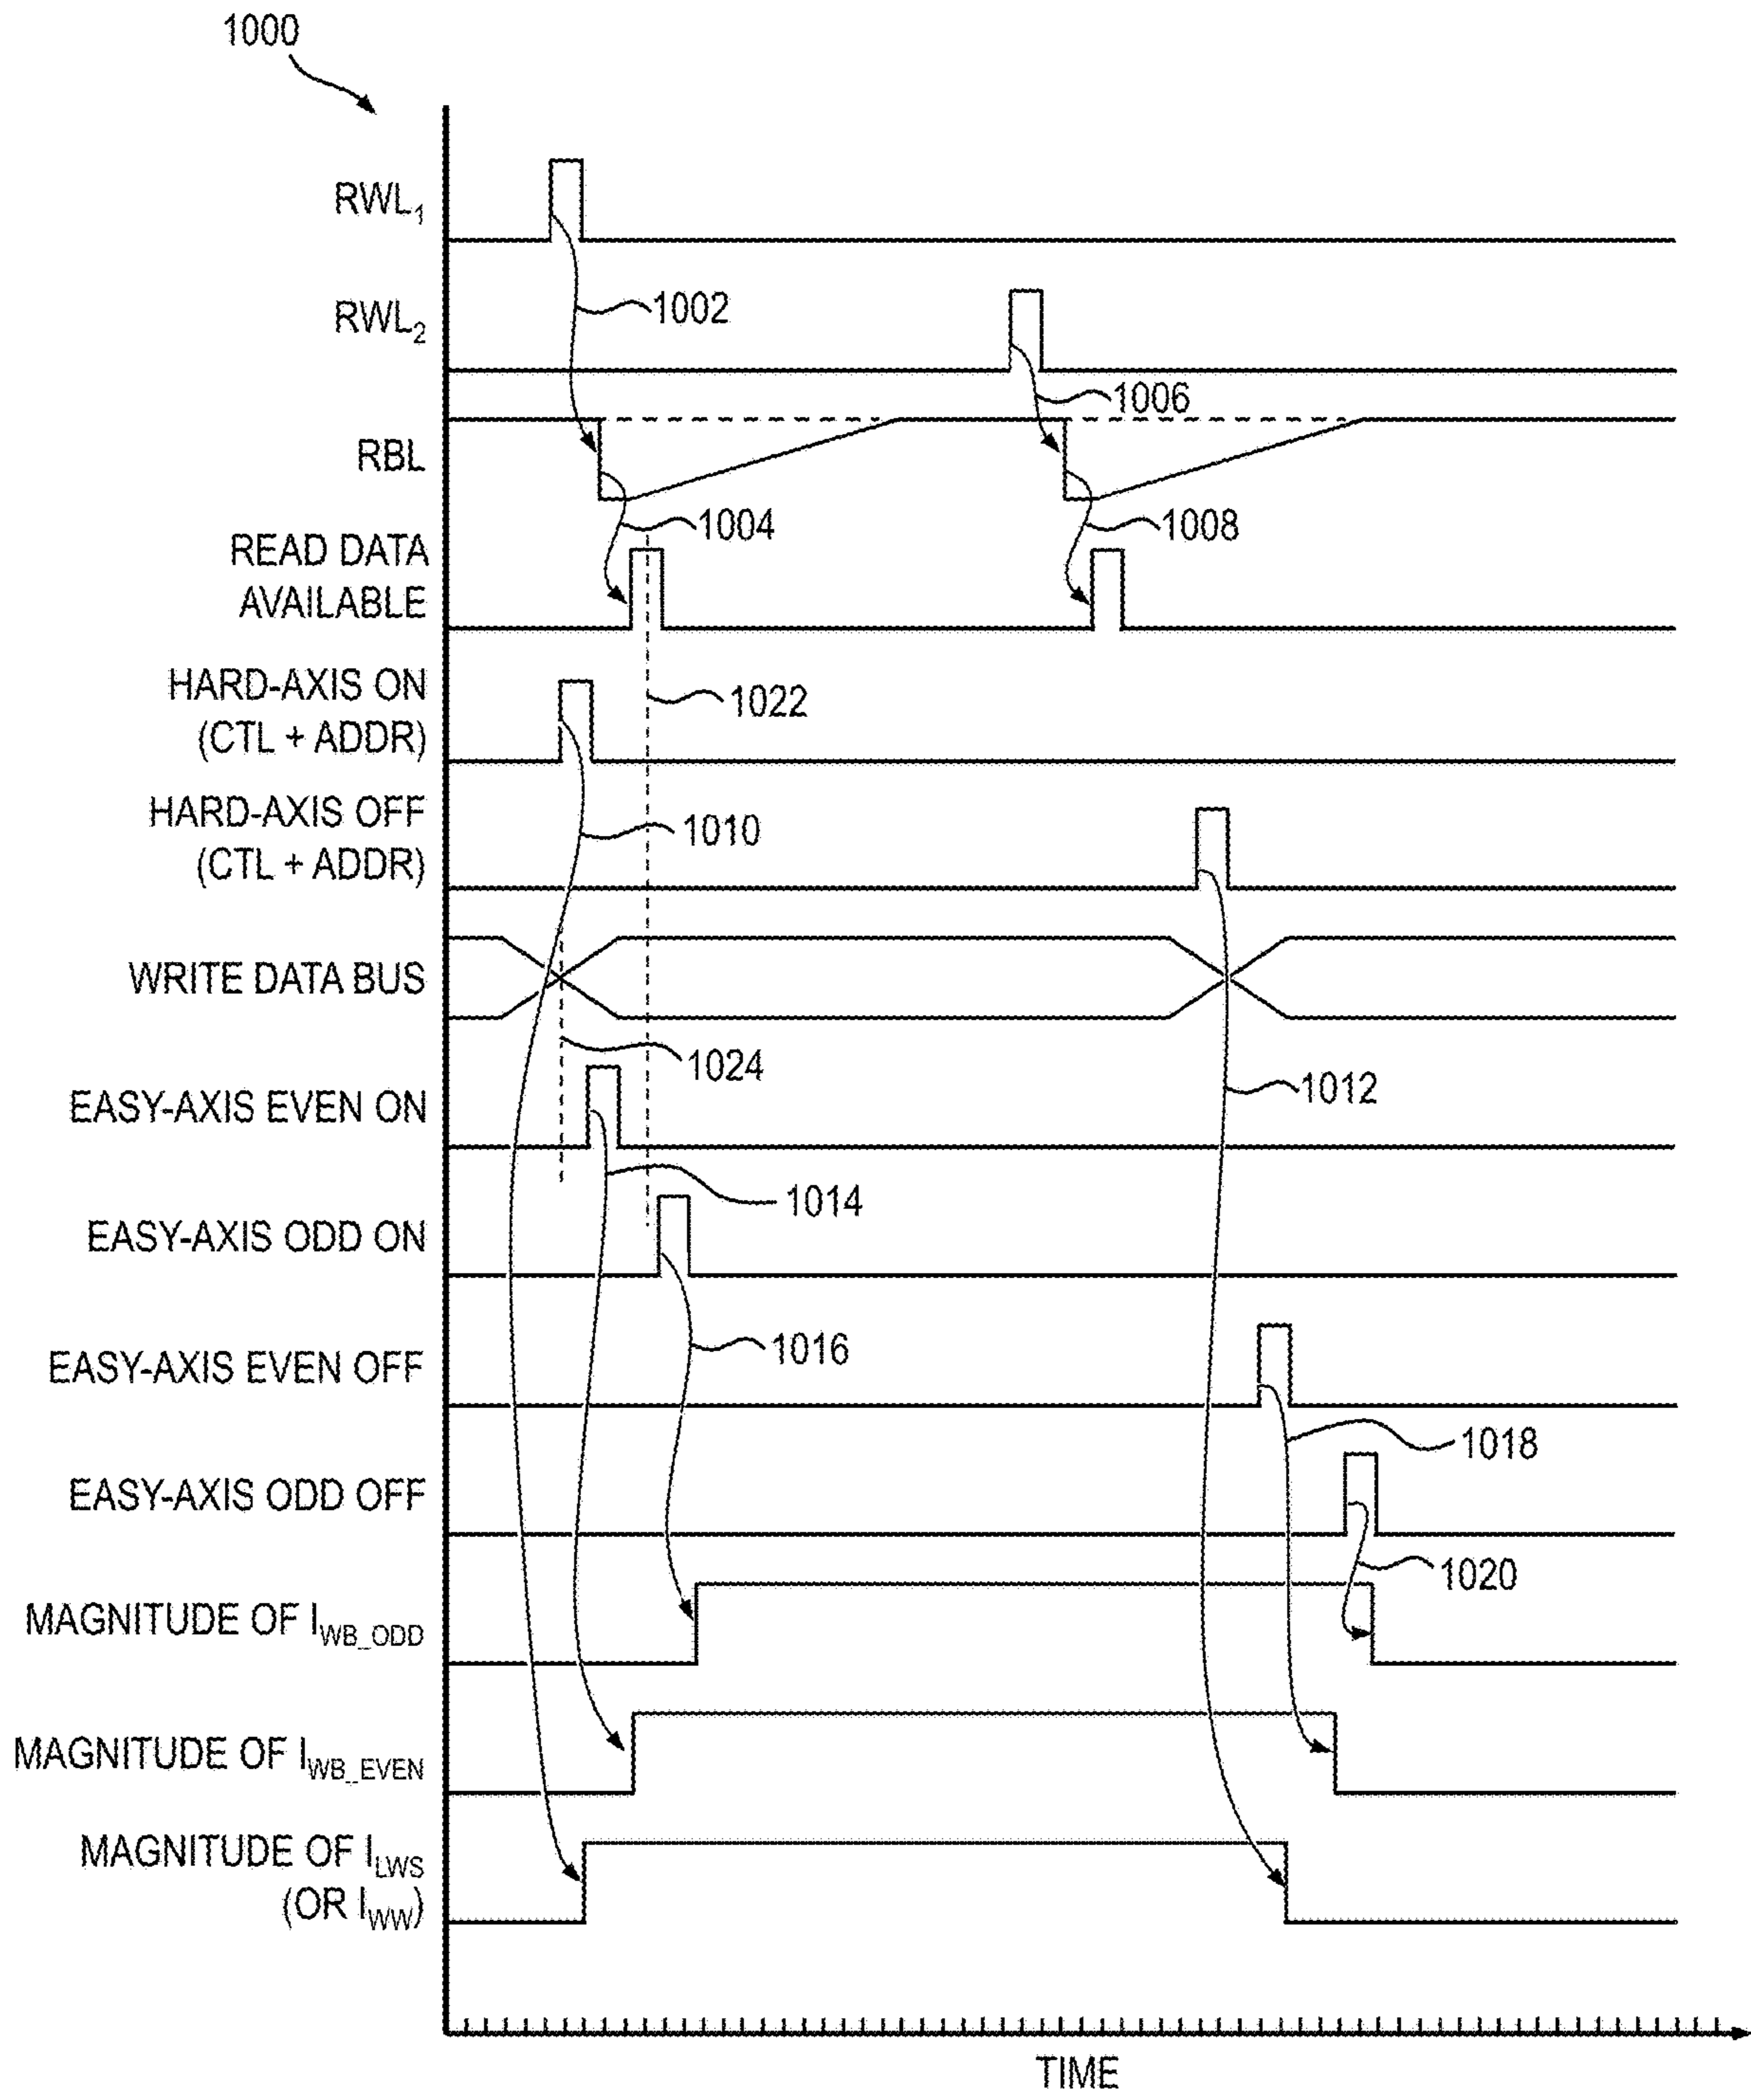 1000
RWL1
1002
RWL2
1006
RBL
1004
1008
READ DATA
AVAILABLE
HARD-AXIS ON
(CTL + ADDR)
1022
HARD-AXIS OFF
(CTL + ADDR)
1010
WRITE DATA BUS
1024
1012
EASY-AXIS EVEN ON
1014
EASY-AXIS ODD ON
1016
EASY-AXIS EVEN OFF
1018
EASY-AXIS ODD OFF
1020
MAGNITUDE OF IWB_ODD
MAGNITUDE OF IWB_EVEN
MAGNITUDE OF ILWS
(OR IWW)
TIME